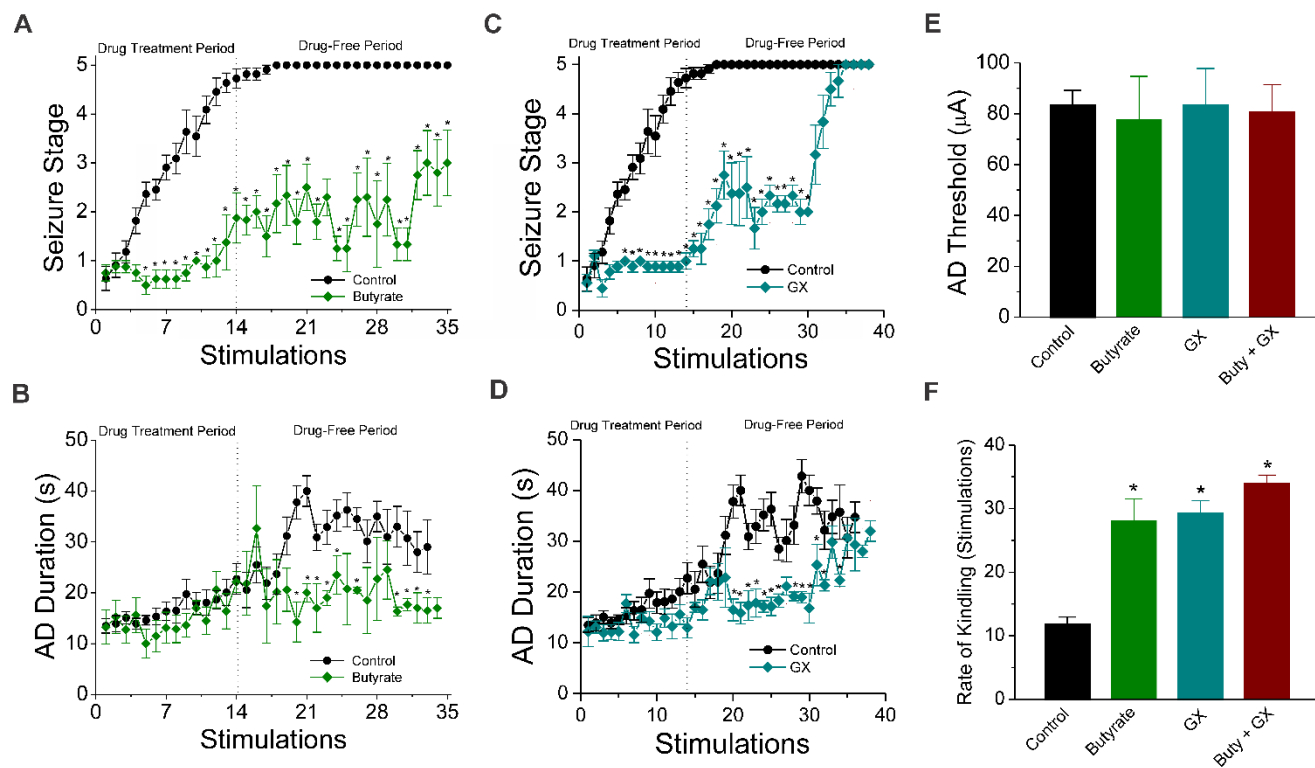 A
Drug Treatment Period
Drug-Free Period
5
4
3
2
1
0
Seizure Stage
Control
Butyrate
0
7
14
21
28
35
Stimulations
B
Drug Treatment Period
Drug-Free Period
50
40
30
20
10
0
AD Duration (s)
Control
Butyrate
0
7
14
21
28
35
Stimulations
C
Drug Treatment Period
Drug-Free Period
5
4
3
2
1
0
Seizure Stage
Control
GX
0
10
20
30
40
Stimulations
D
Drug Treatment Period
Drug-Free Period
50
40
30
20
10
0
AD Duration (s)
Control
GX
0
10
20
30
40
Stimulations
E
100
80
60
40
20
0
AD Threshold (μA)
Control
Butyrate
GX
Buty + GX
F
40
30
20
10
0
Rate of Kindling (Stimulations)
Control
Butyrate
GX
Buty + GX